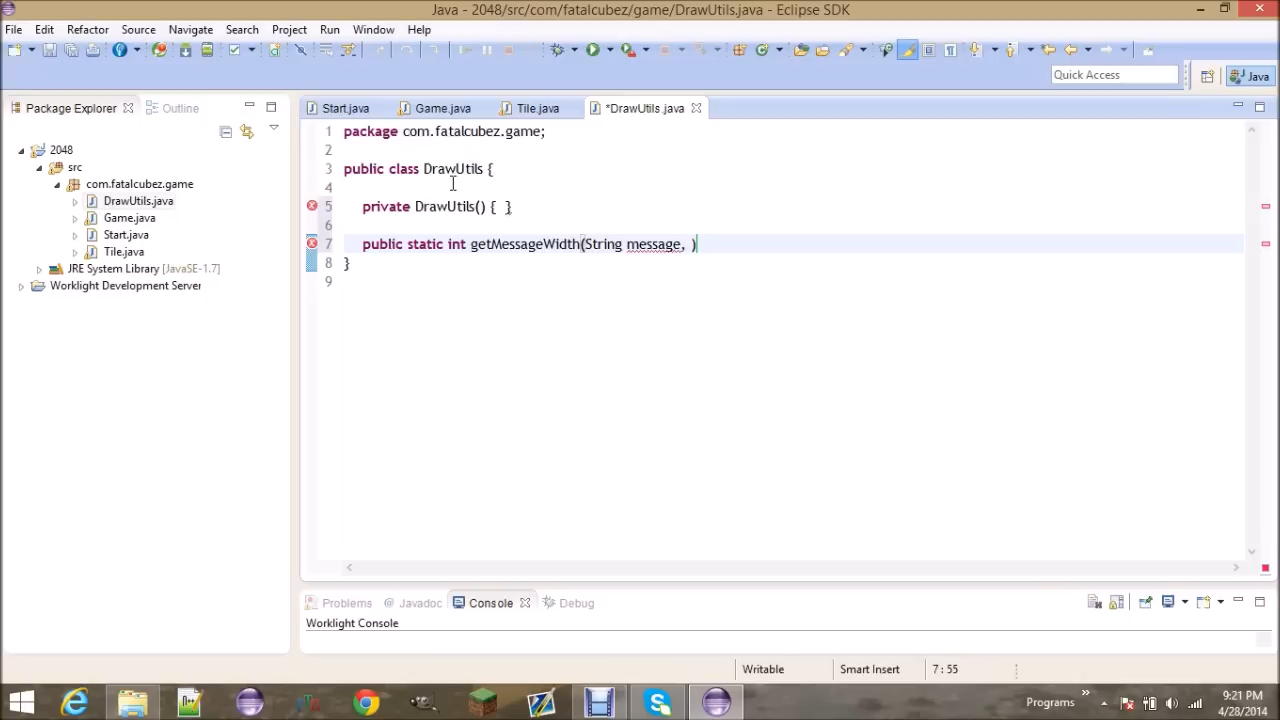 Java - 2048/src/com/fatalcubez/game/DrawUtils.java - Eclipse SDK
File Edit Refactor Source Navigate Search Project Run Window Help
Quick Access
Java
Package Explorer Outline
Start.java Game.java Tile.java *DrawUtils.java
2048
src
com.fatalcubez.game
DrawUtils.java
Game.java
Start.java
Tile.java
JRE System Library [JavaSE-1.7]
Worklight Development Server
1 package com.fatalcubez.game;
2
3 public class DrawUtils {
4
5 private DrawUtils() { }
6
7 public static int getMessageWidth(String message, )
8 }
9
Problems @ Javadoc Console Debug
Worklight Console
Writable Smart Insert 7 : 55
Programs »
9:21 PM
4/28/2014